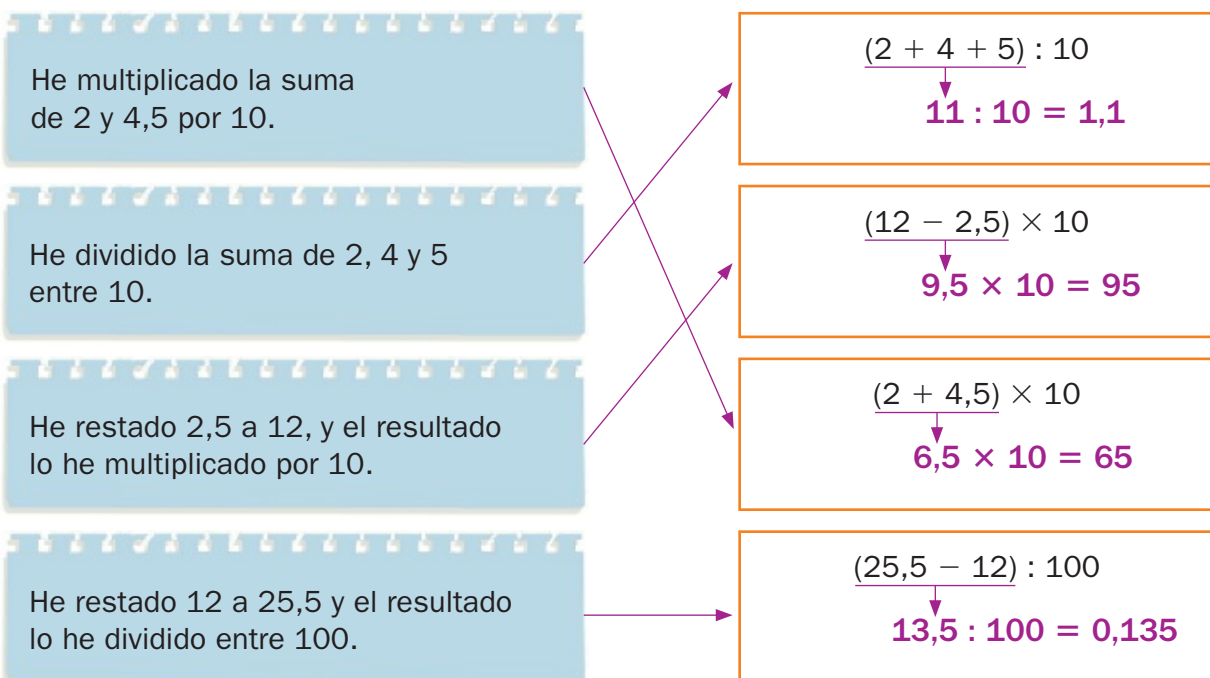 He multiplicado la suma
de 2 y 4,5 por 10.
(2 + 4 + 5) : 10
11 : 10 = 1,1
He dividido la suma de 2, 4 y 5
entre 10.
(12 − 2,5) × 10
9,5 × 10 = 95
He restado 2,5 a 12, y el resultado
lo he multiplicado por 10.
(2 + 4,5) × 10
6,5 × 10 = 65
He restado 12 a 25,5 y el resultado
lo he dividido entre 100.
(25,5 − 12) : 100
13,5 : 100 = 0,135